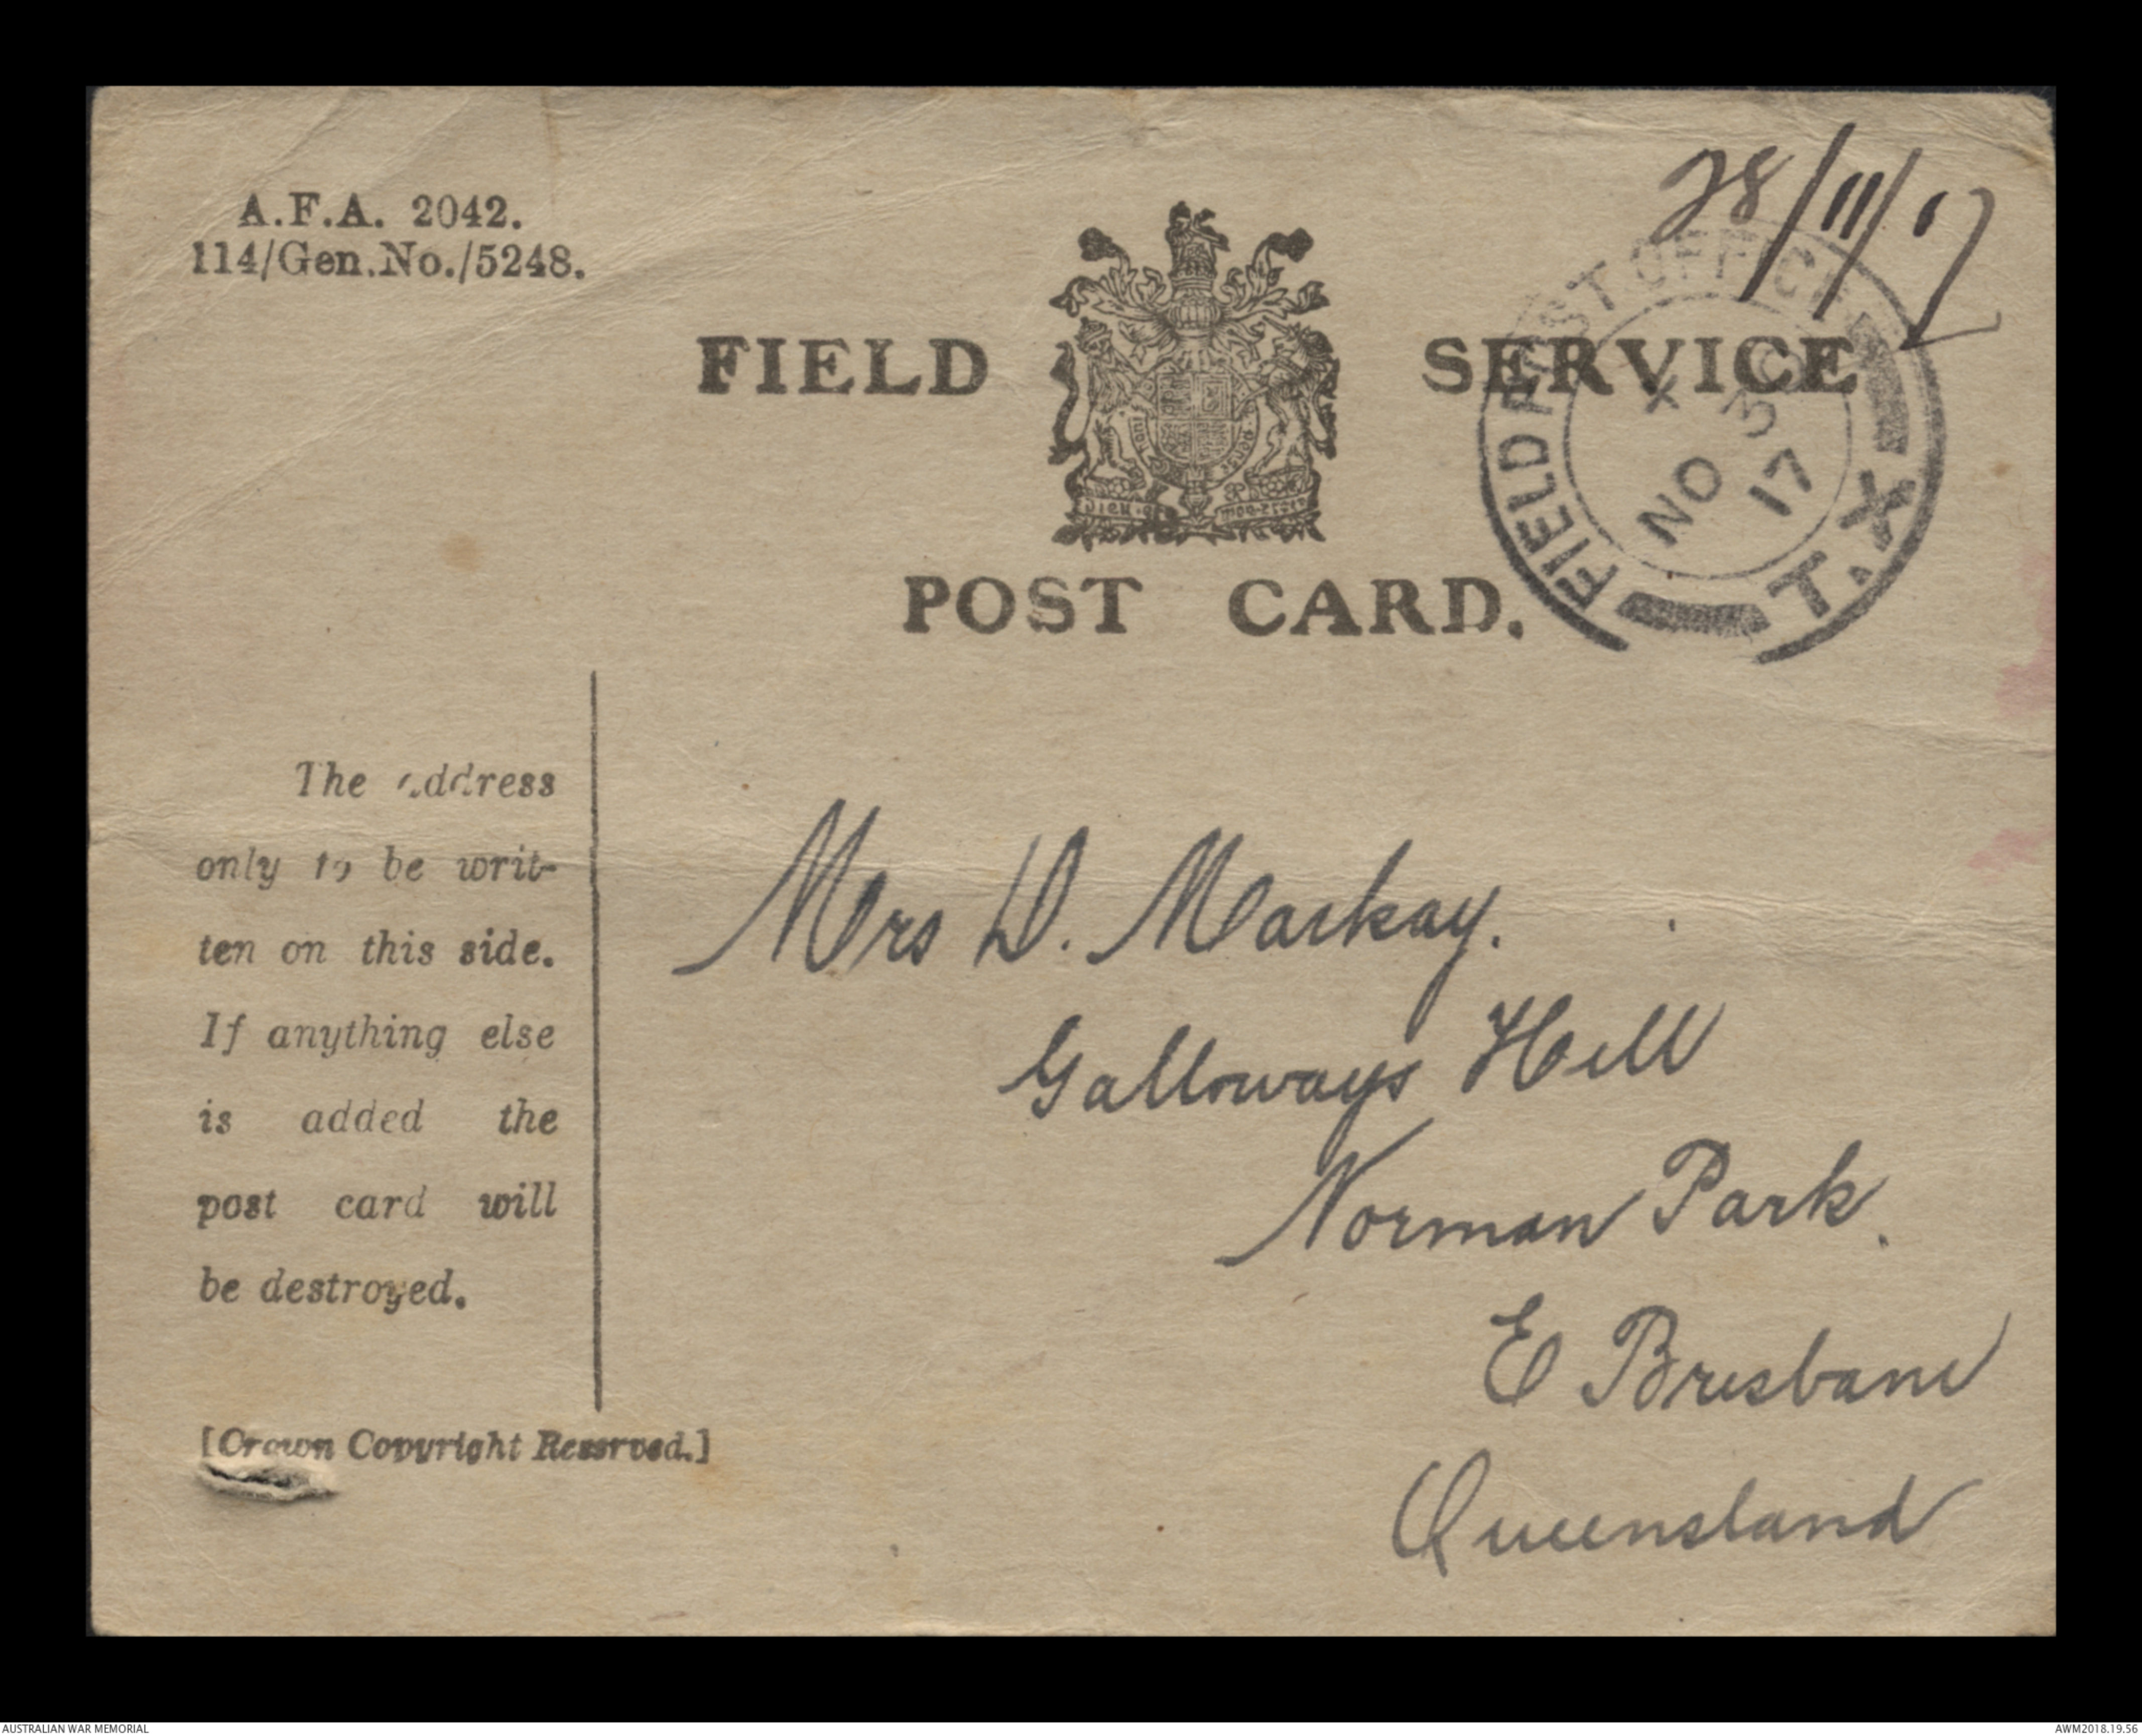 A.F.A. 2042.
114/Gen.No./5248.
28/11/17
FIELD SERVICE
POST CARD.
FIELD POST OFFICE
T.X
X
NO 30
17
The address
only to be writ-
ten on this side.
If anything else
is added the
post card will
be destroyed.
[Crown Copyright Reserved.]
Mrs D. Mackay.
Galloways Hill
Norman Park.
E Brisbane
Queensland
AUSTRALIAN WAR MEMORIAL
AWM2018.19.56